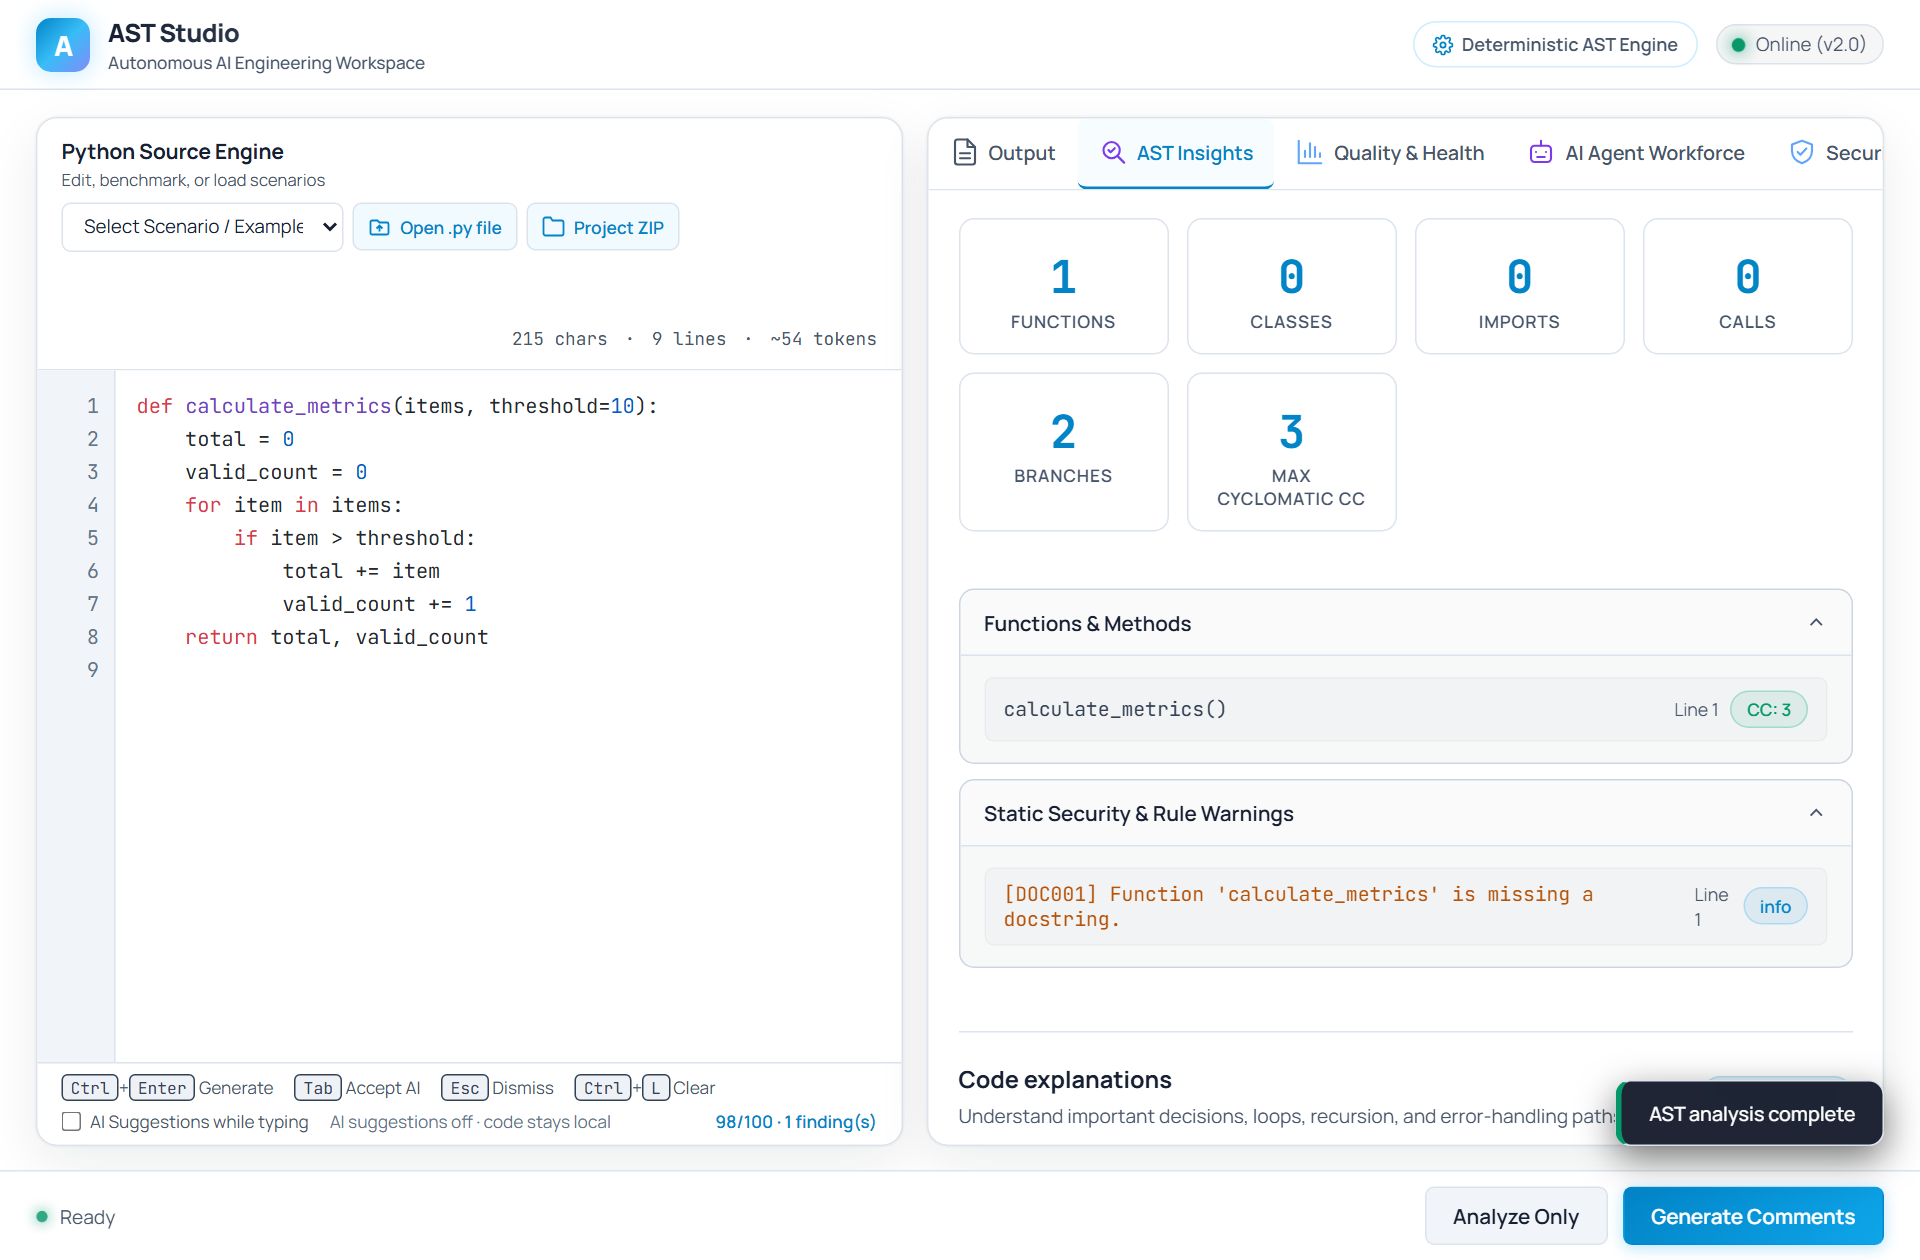 A
AST Studio
Autonomous AI Engineering Workspace
Deterministic AST Engine
Online (v2.0)
Python Source Engine
Edit, benchmark, or load scenarios
Select Scenario / Example
Open .py file
Project ZIP
215 chars · 9 lines · ~54 tokens
1 def calculate_metrics(items, threshold=10):
2     total = 0
3     valid_count = 0
4     for item in items:
5         if item > threshold:
6             total += item
7             valid_count += 1
8     return total, valid_count
9
Ctrl+Enter Generate Tab Accept AI Esc Dismiss Ctrl+L Clear
AI Suggestions while typing AI suggestions off · code stays local 98/100 · 1 finding(s)
Output
AST Insights
Quality & Health
AI Agent Workforce
Secur
1
FUNCTIONS
0
CLASSES
0
IMPORTS
0
CALLS
2
BRANCHES
3
MAX
CYCLOMATIC CC
Functions & Methods
calculate_metrics() Line 1 CC: 3
Static Security & Rule Warnings
[DOC001] Function 'calculate_metrics' is missing a
docstring.
Line
1
info
Code explanations
Understand important decisions, loops, recursion, and error-handling path
AST analysis complete
Ready
Analyze Only
Generate Comments